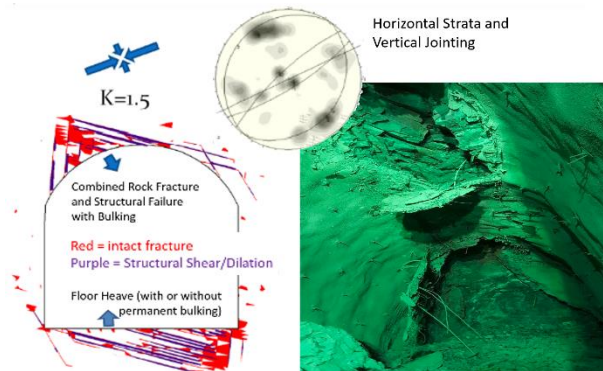 Horizontal Strata and
Vertical Jointing
K=1.5
Combined Rock Fracture
and Structural Failure
with Bulking
Red = intact fracture
Purple = Structural Shear/Dilation
Floor Heave (with or without
permanent bulking)